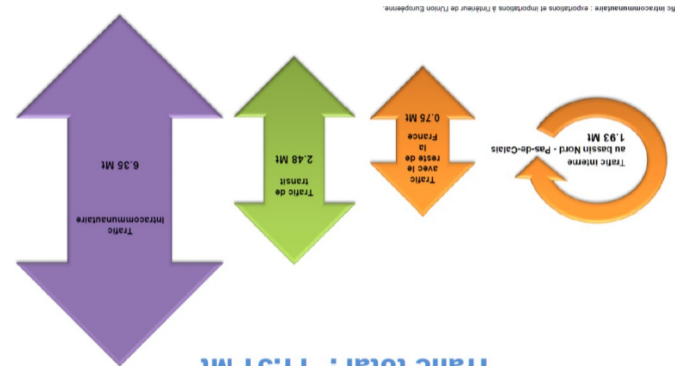 Trafic total : 11.51 Mt
Trafic interne
au bassin Nord - Pas-de-Calais
1.93 Mt
Trafic
avec le
reste de
la
France
0.75 Mt
Trafic de
transit
2.48 Mt
Trafic
Intracommunautaire
6.35 Mt
fic intracommunautaire : exportations et importations à l'intérieur de l'Union Européenne.